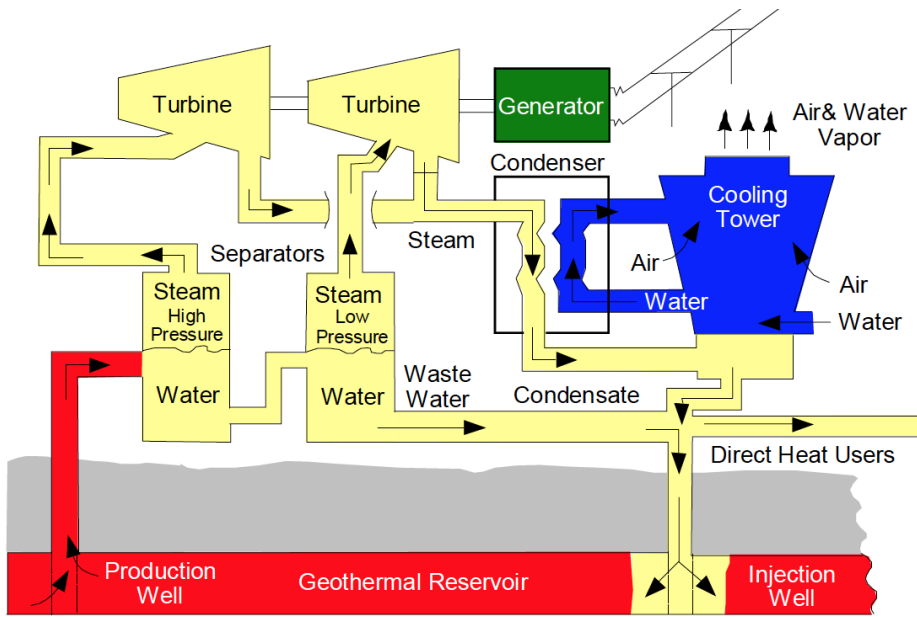 Turbine
Turbine
Generator
Air& Water
Vapor
Condenser
Cooling
Tower
Separators
Steam
Air
Air
Steam
High
Pressure
Steam
Low
Pressure
Water
Water
Water
Water
Waste
Water
Condensate
Direct Heat Users
Production
Well
Geothermal Reservoir
Injection
Well